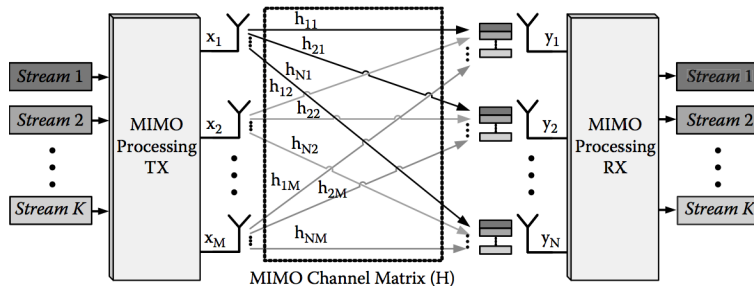 Stream 1
Stream 2
Stream K
MIMO
Processing
TX
x1
x2
xM
h11
h21
hN1
h12
h22
hN2
h1M
h2M
hNM
MIMO Channel Matrix (H)
y1
y2
yN
MIMO
Processing
RX
Stream 1
Stream 2
Stream K